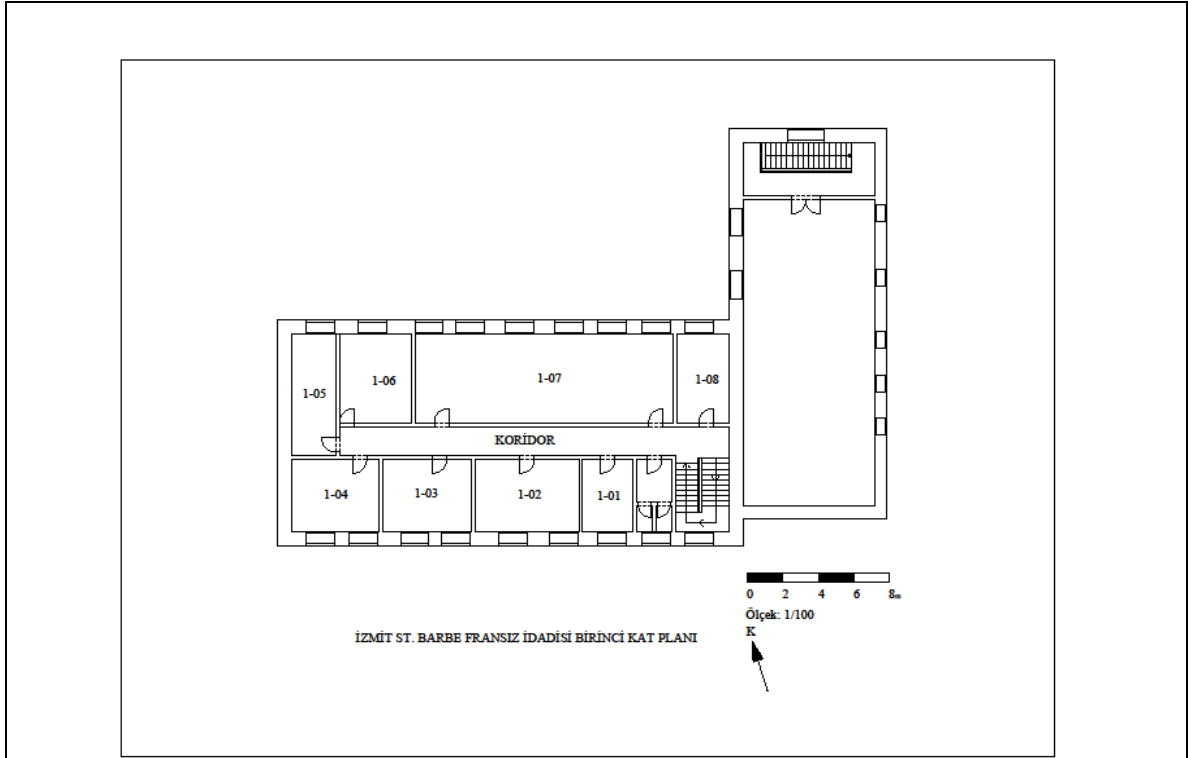 1-05
1-06
1-07
1-08
KORİDOR
1-04
1-03
1-02
1-01
0 2 4 6 8m
Ölçek: 1/100
K
İZMİT ST. BARBE FRANSIZ İDADİSİ BİRİNCİ KAT PLANI